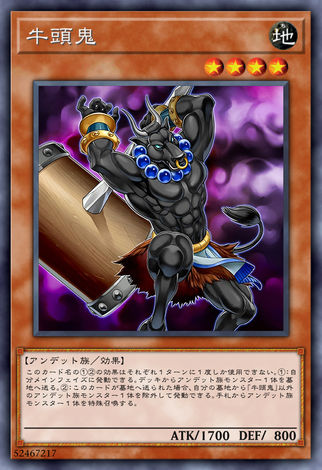 牛頭鬼
地
【アンデット族／効果】
このカード名の①②の効果はそれぞれ１ターンに１度しか使用できない。①：自
分メインフェイズに発動できる。デッキからアンデット族モンスター１体を墓
地へ送る。②：このカードが墓地へ送られた場合、自分の墓地から「牛頭鬼」以外
のアンデット族モンスター１体を除外して発動できる。手札からアンデット族
モンスター１体を特殊召喚する。
ATK/1700 DEF/ 800
52467217